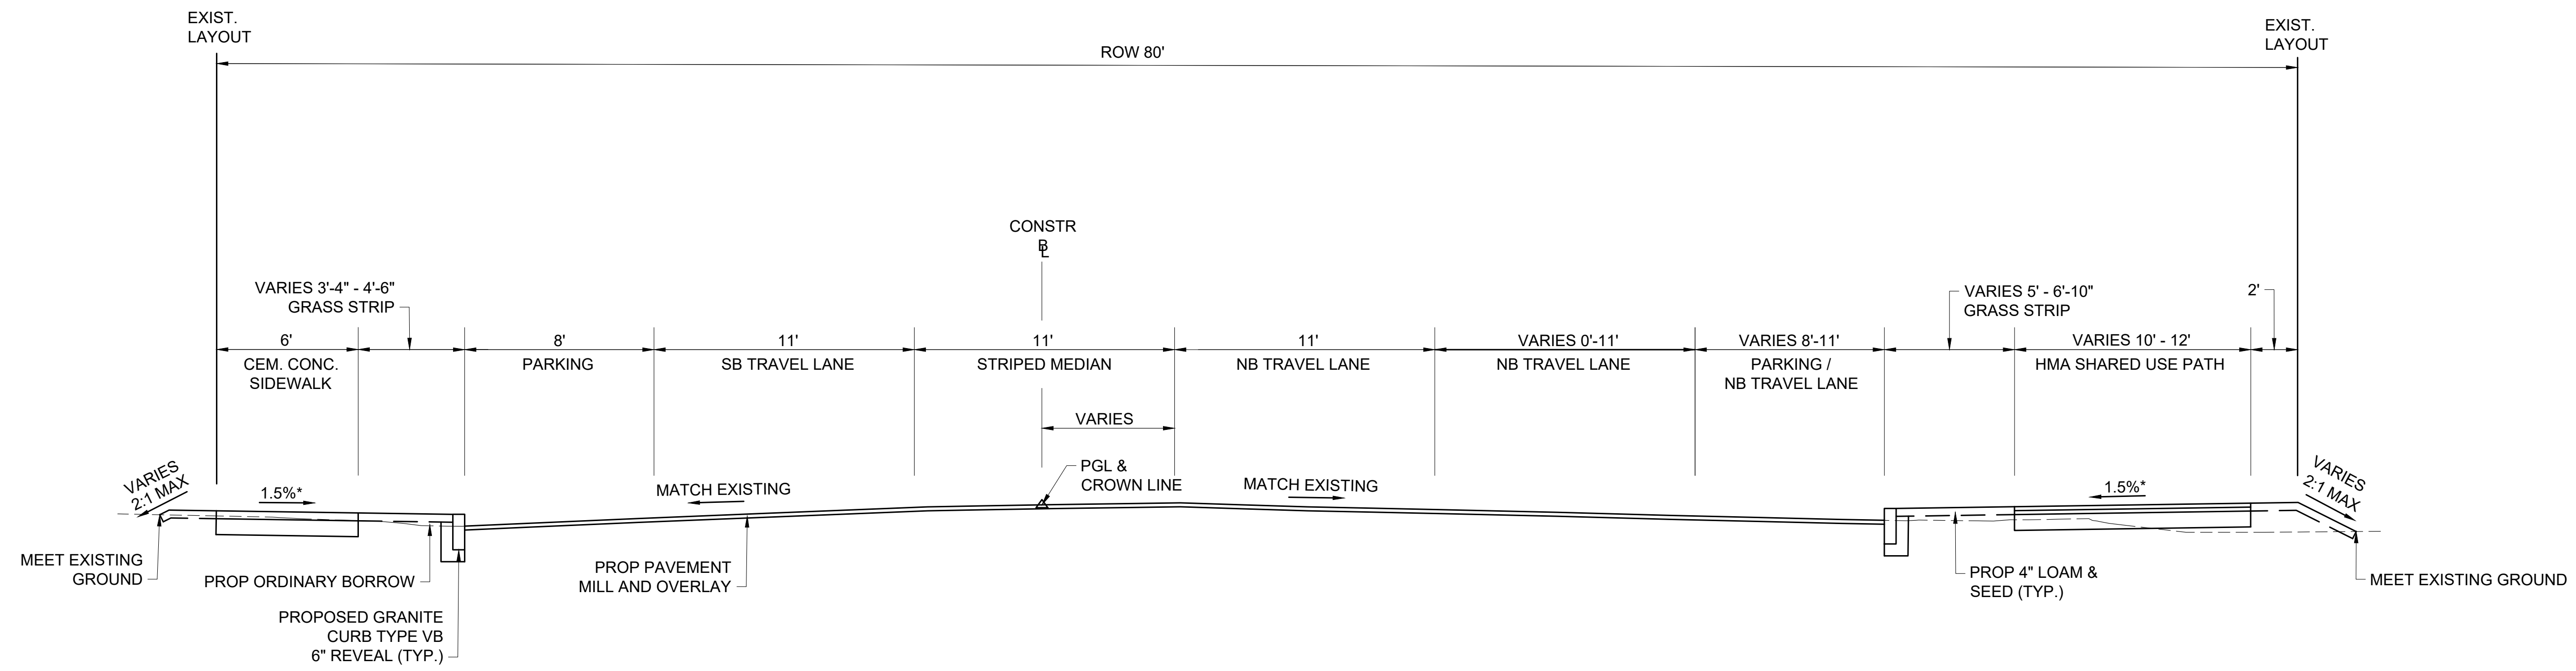 EXIST.
LAYOUT
EXIST.
LAYOUT
ROW 80'
CONSTR
BL
VARIES 3'-4" - 4'-6"
GRASS STRIP
VARIES 5' - 6'-10"
GRASS STRIP
2'
6'
CEM. CONC.
SIDEWALK
8'
PARKING
11'
SB TRAVEL LANE
11'
STRIPED MEDIAN
11'
NB TRAVEL LANE
VARIES 0'-11'
NB TRAVEL LANE
VARIES 8'-11'
PARKING /
NB TRAVEL LANE
VARIES 10' - 12'
HMA SHARED USE PATH
VARIES
VARIES
2:1 MAX
1.5%*
MATCH EXISTING
PGL &
CROWN LINE
MATCH EXISTING
1.5%*
VARIES
2:1 MAX
MEET EXISTING
GROUND
PROP ORDINARY BORROW
PROPOSED GRANITE
CURB TYPE VB
6" REVEAL (TYP.)
PROP PAVEMENT
MILL AND OVERLAY
PROP 4" LOAM &
SEED (TYP.)
MEET EXISTING GROUND